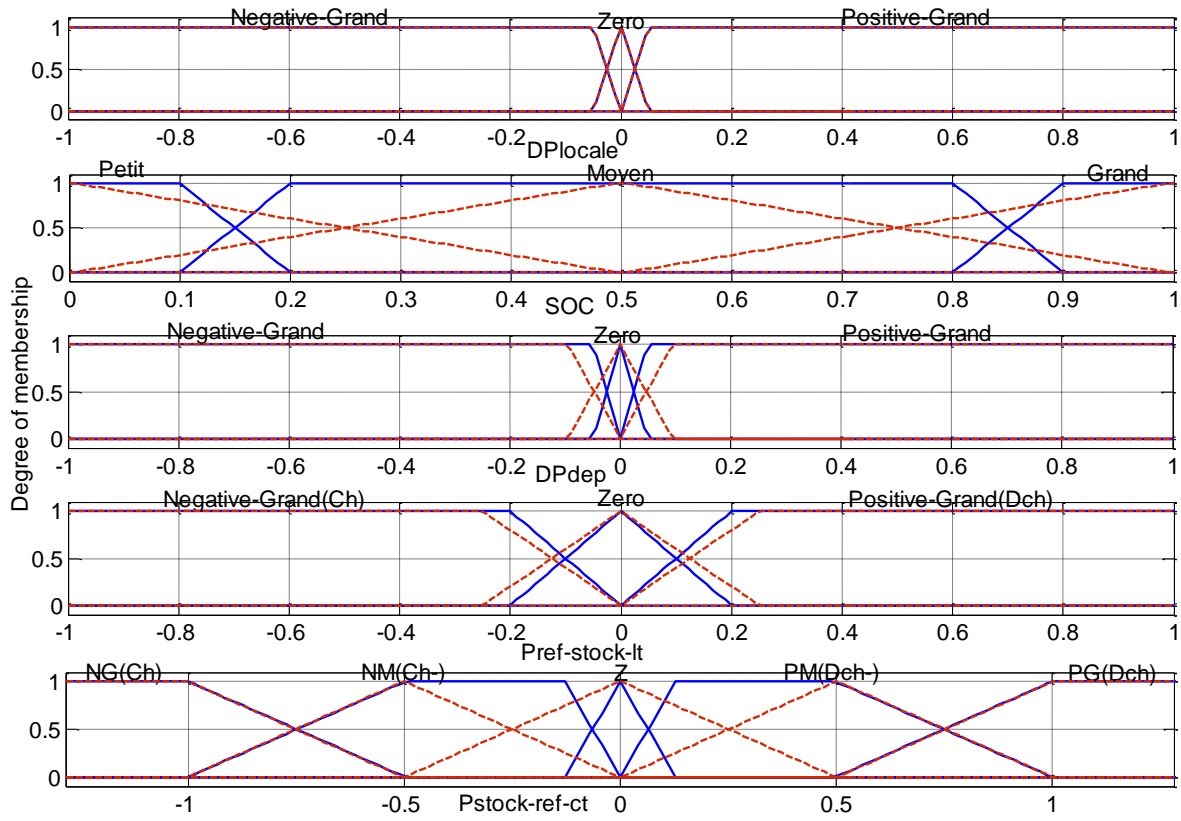 Negative-Grand Zero Positive-Grand
1
0.5
0
-1 -0.8 -0.6 -0.4 -0.2 0 0.2 0.4 0.6 0.8 1
DPlocale
Petit Moyen Grand
1
0.5
0
0 0.1 0.2 0.3 0.4 0.5 0.6 0.7 0.8 0.9 1
SOC
Negative-Grand Zero Positive-Grand
1
0.5
0
-1 -0.8 -0.6 -0.4 -0.2 0 0.2 0.4 0.6 0.8 1
DPdep
Degree of membership
Negative-Grand(Ch) Zero Positive-Grand(Dch)
1
0.5
0
-1 -0.8 -0.6 -0.4 -0.2 0 0.2 0.4 0.6 0.8 1
Pref-stock-lt
NG(Ch) NM(Ch-) Z PM(Dch-) PG(Dch)
1
0.5
0
-1 -0.5 0 0.5 1
Pstock-ref-ct